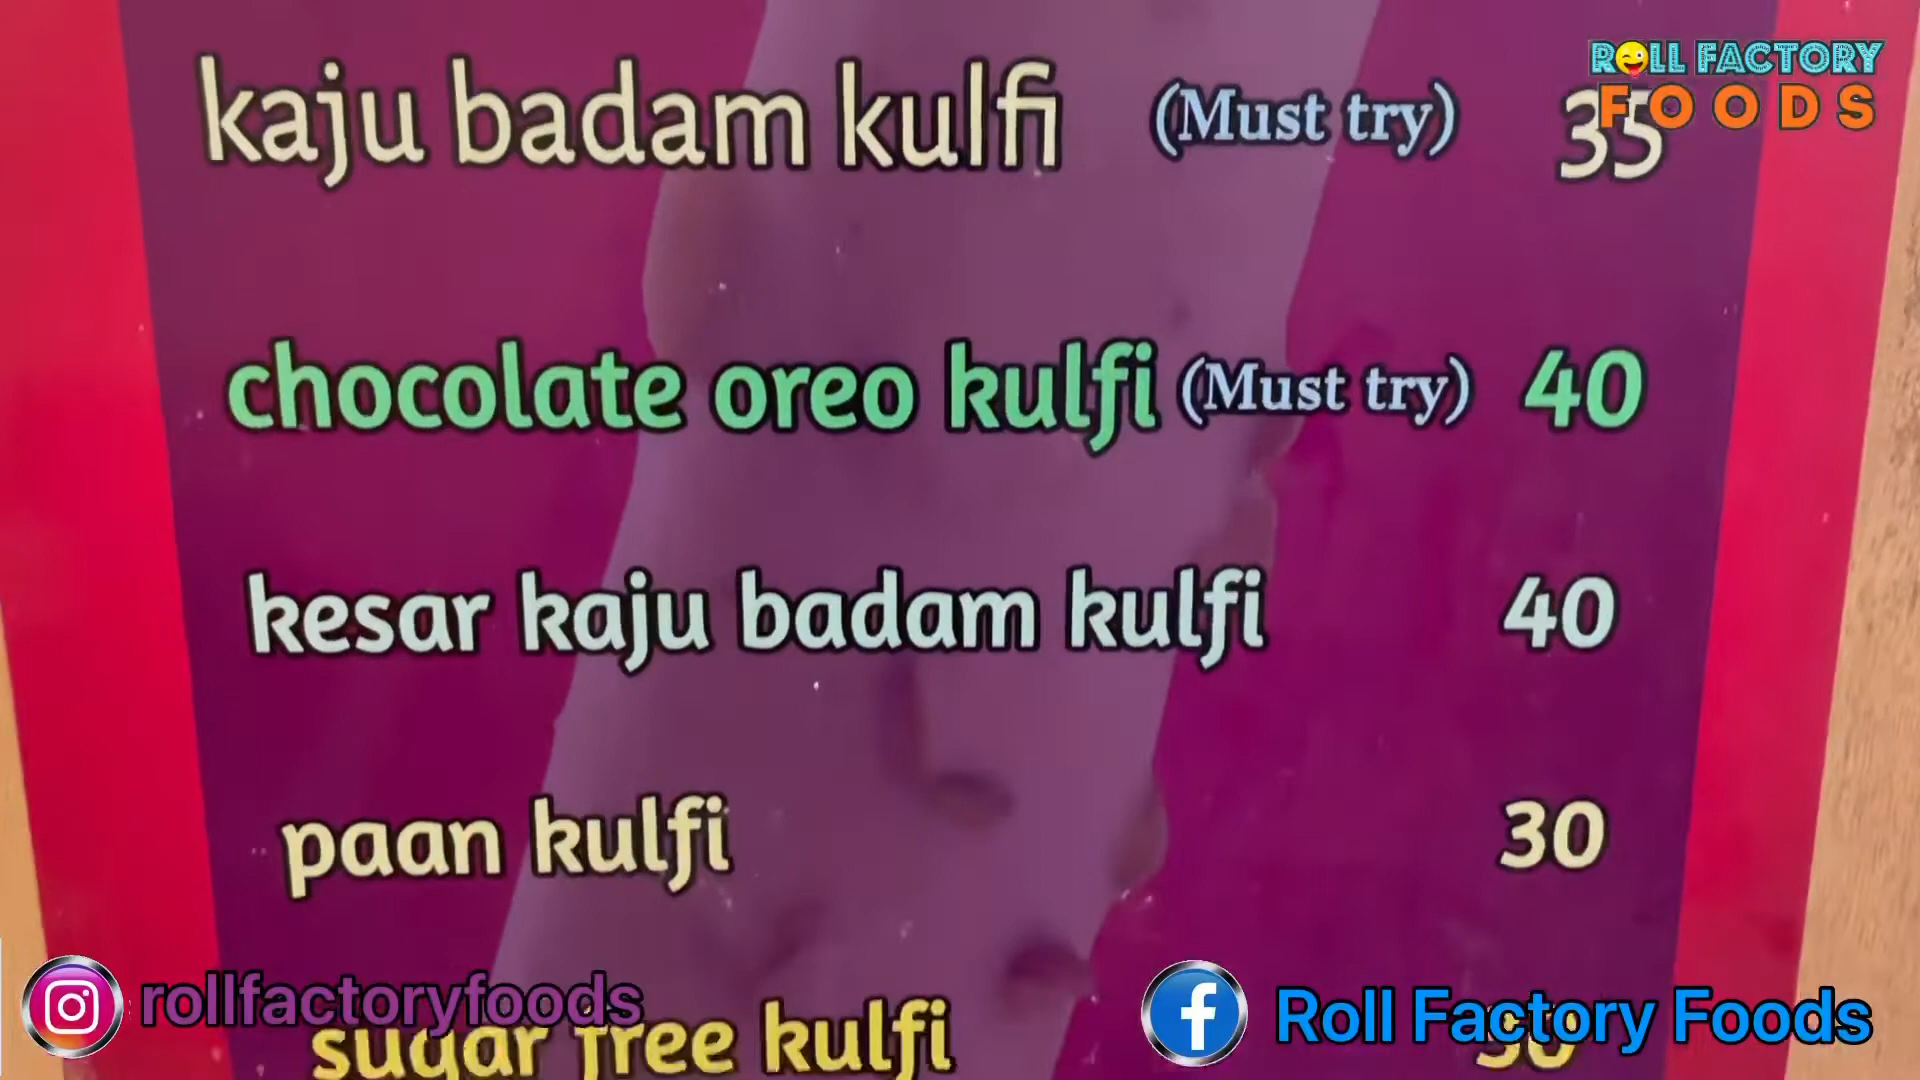 ROLL FACTORY
FOODS
kaju badam kulfi (Must try) 35
chocolate oreo kulfi (Must try) 40
kesar kaju badam kulfi 40
paan kulfi 30
rollfactoryfoods
Roll Factory Foods
sugar free kulfi